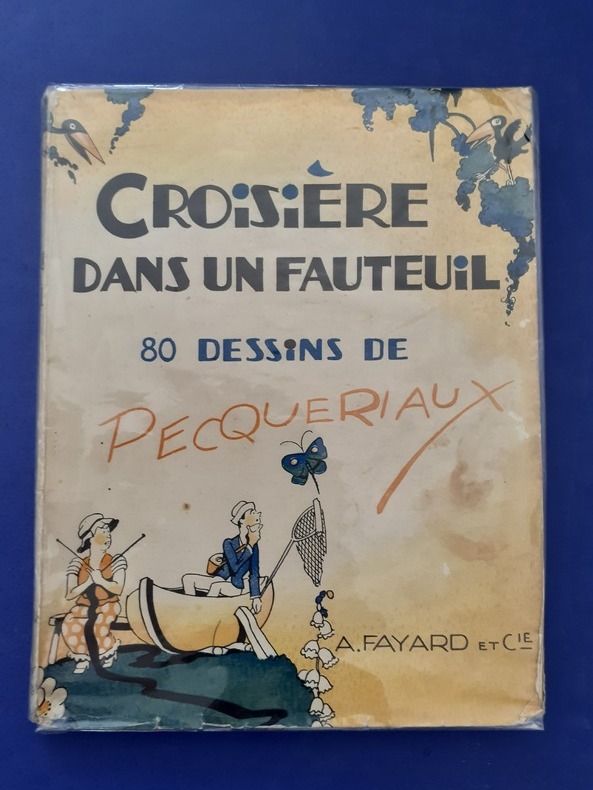 CROiSiÈRE
DANS UN FAUTEUiL
80 DESSiNS DE
PECQUERIAUX
A. FAYARD ET CIE